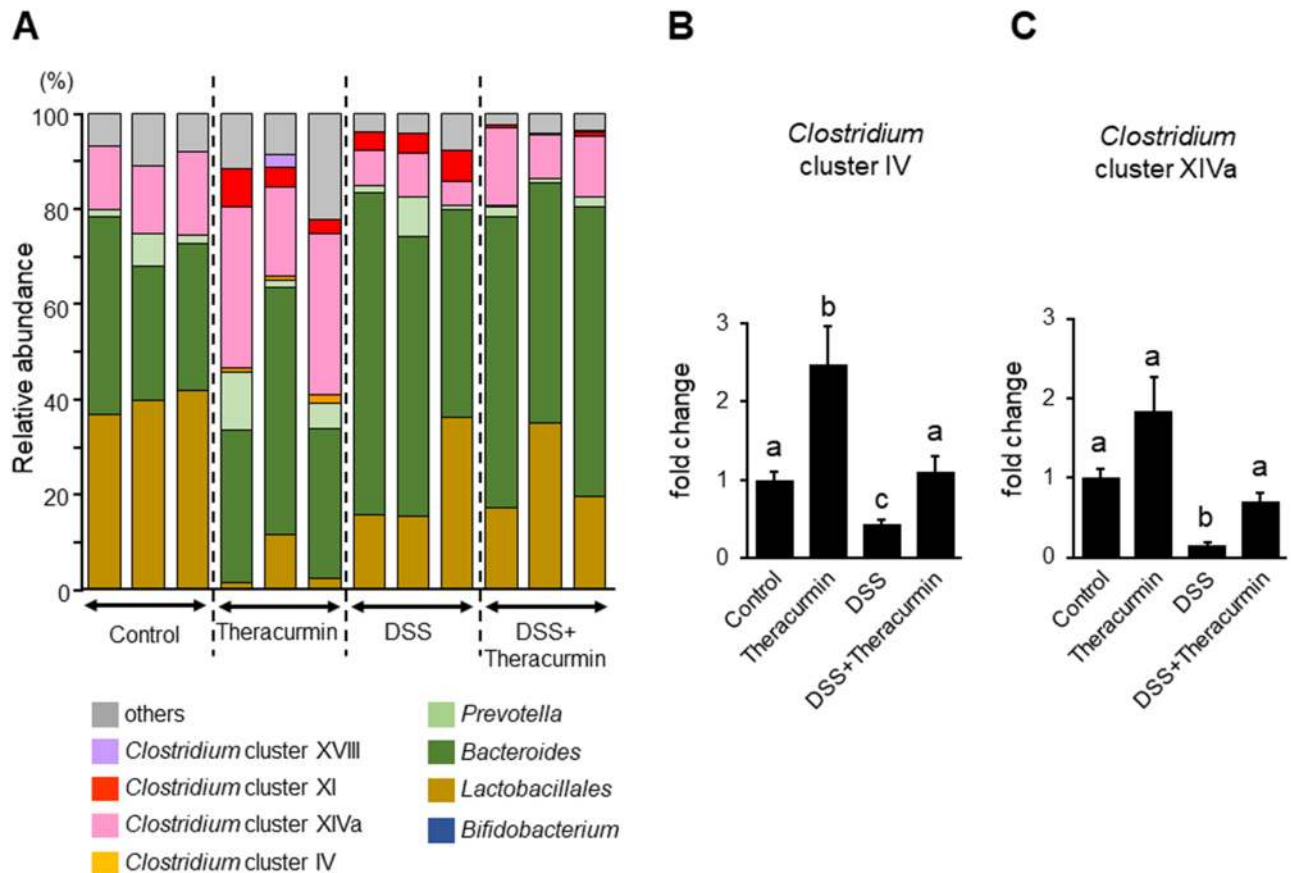 A
(%)
100
80
60
40
20
0
Relative abundance
Control
Theracurmin
DSS
DSS+
Theracurmin
others
Clostridium cluster XVIII
Clostridium cluster XI
Clostridium cluster XIVa
Clostridium cluster IV
Prevotella
Bacteroides
Lactobacillales
Bifidobacterium
B
Clostridium
cluster IV
fold change
3
2
1
0
a
b
c
a
Control
Theracurmin
DSS
DSS+Theracurmin
C
Clostridium
cluster XIVa
fold change
3
2
1
0
a
a
b
a
Control
Theracurmin
DSS
DSS+Theracurmin